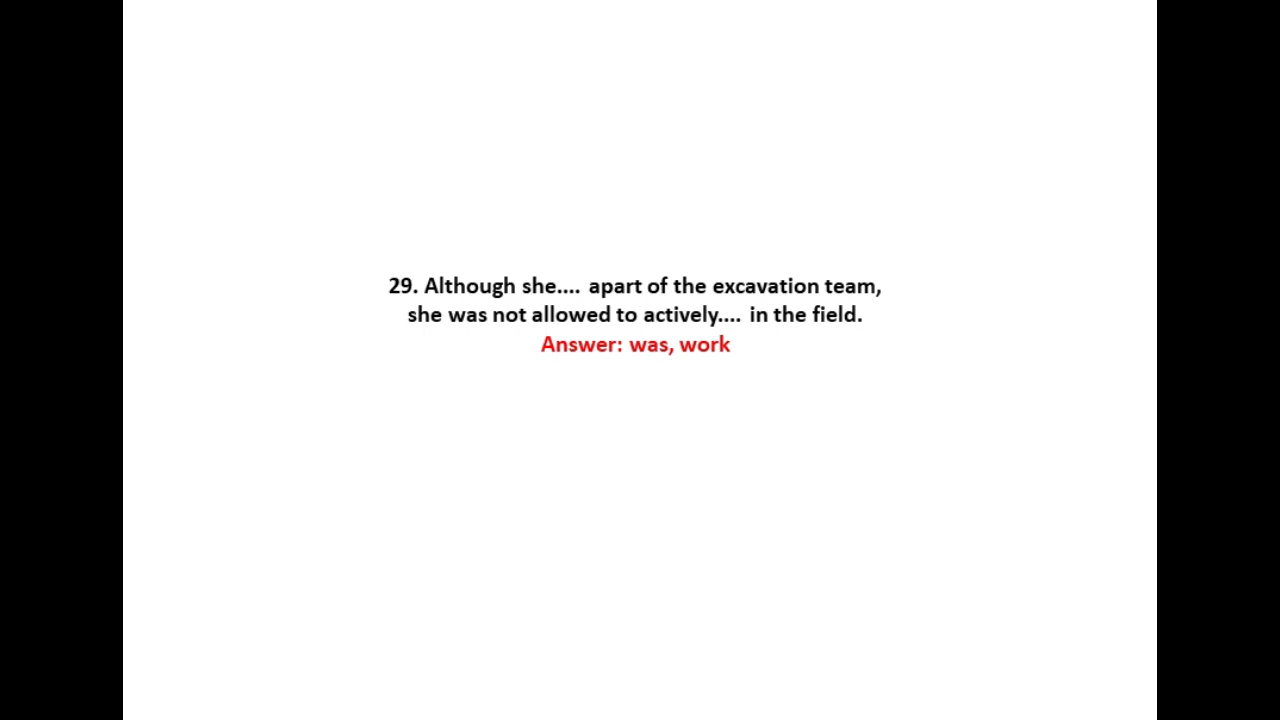 29. Although she.... apart of the excavation team,
she was not allowed to actively.... in the field.
Answer: was, work